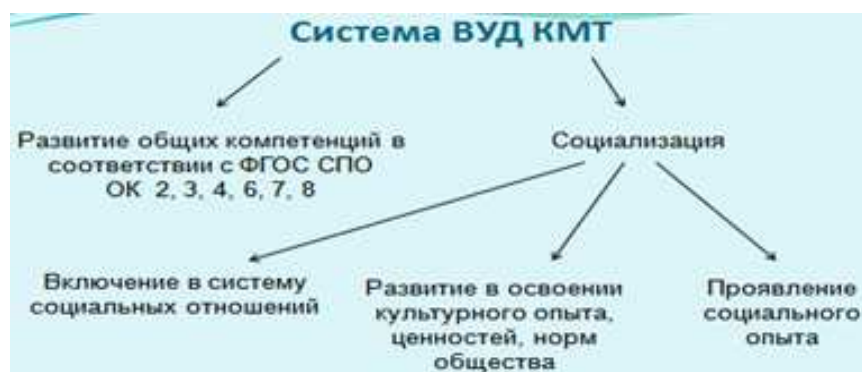 Система ВУД КМТ
Развитие общих компетенций в
соответствии с ФГОС СПО
ОК 2, 3, 4, 6, 7, 8
Социализация
Включение в систему
социальных отношений
Развитие в освоении
культурного опыта,
ценностей, норм
общества
Проявление
социального
опыта